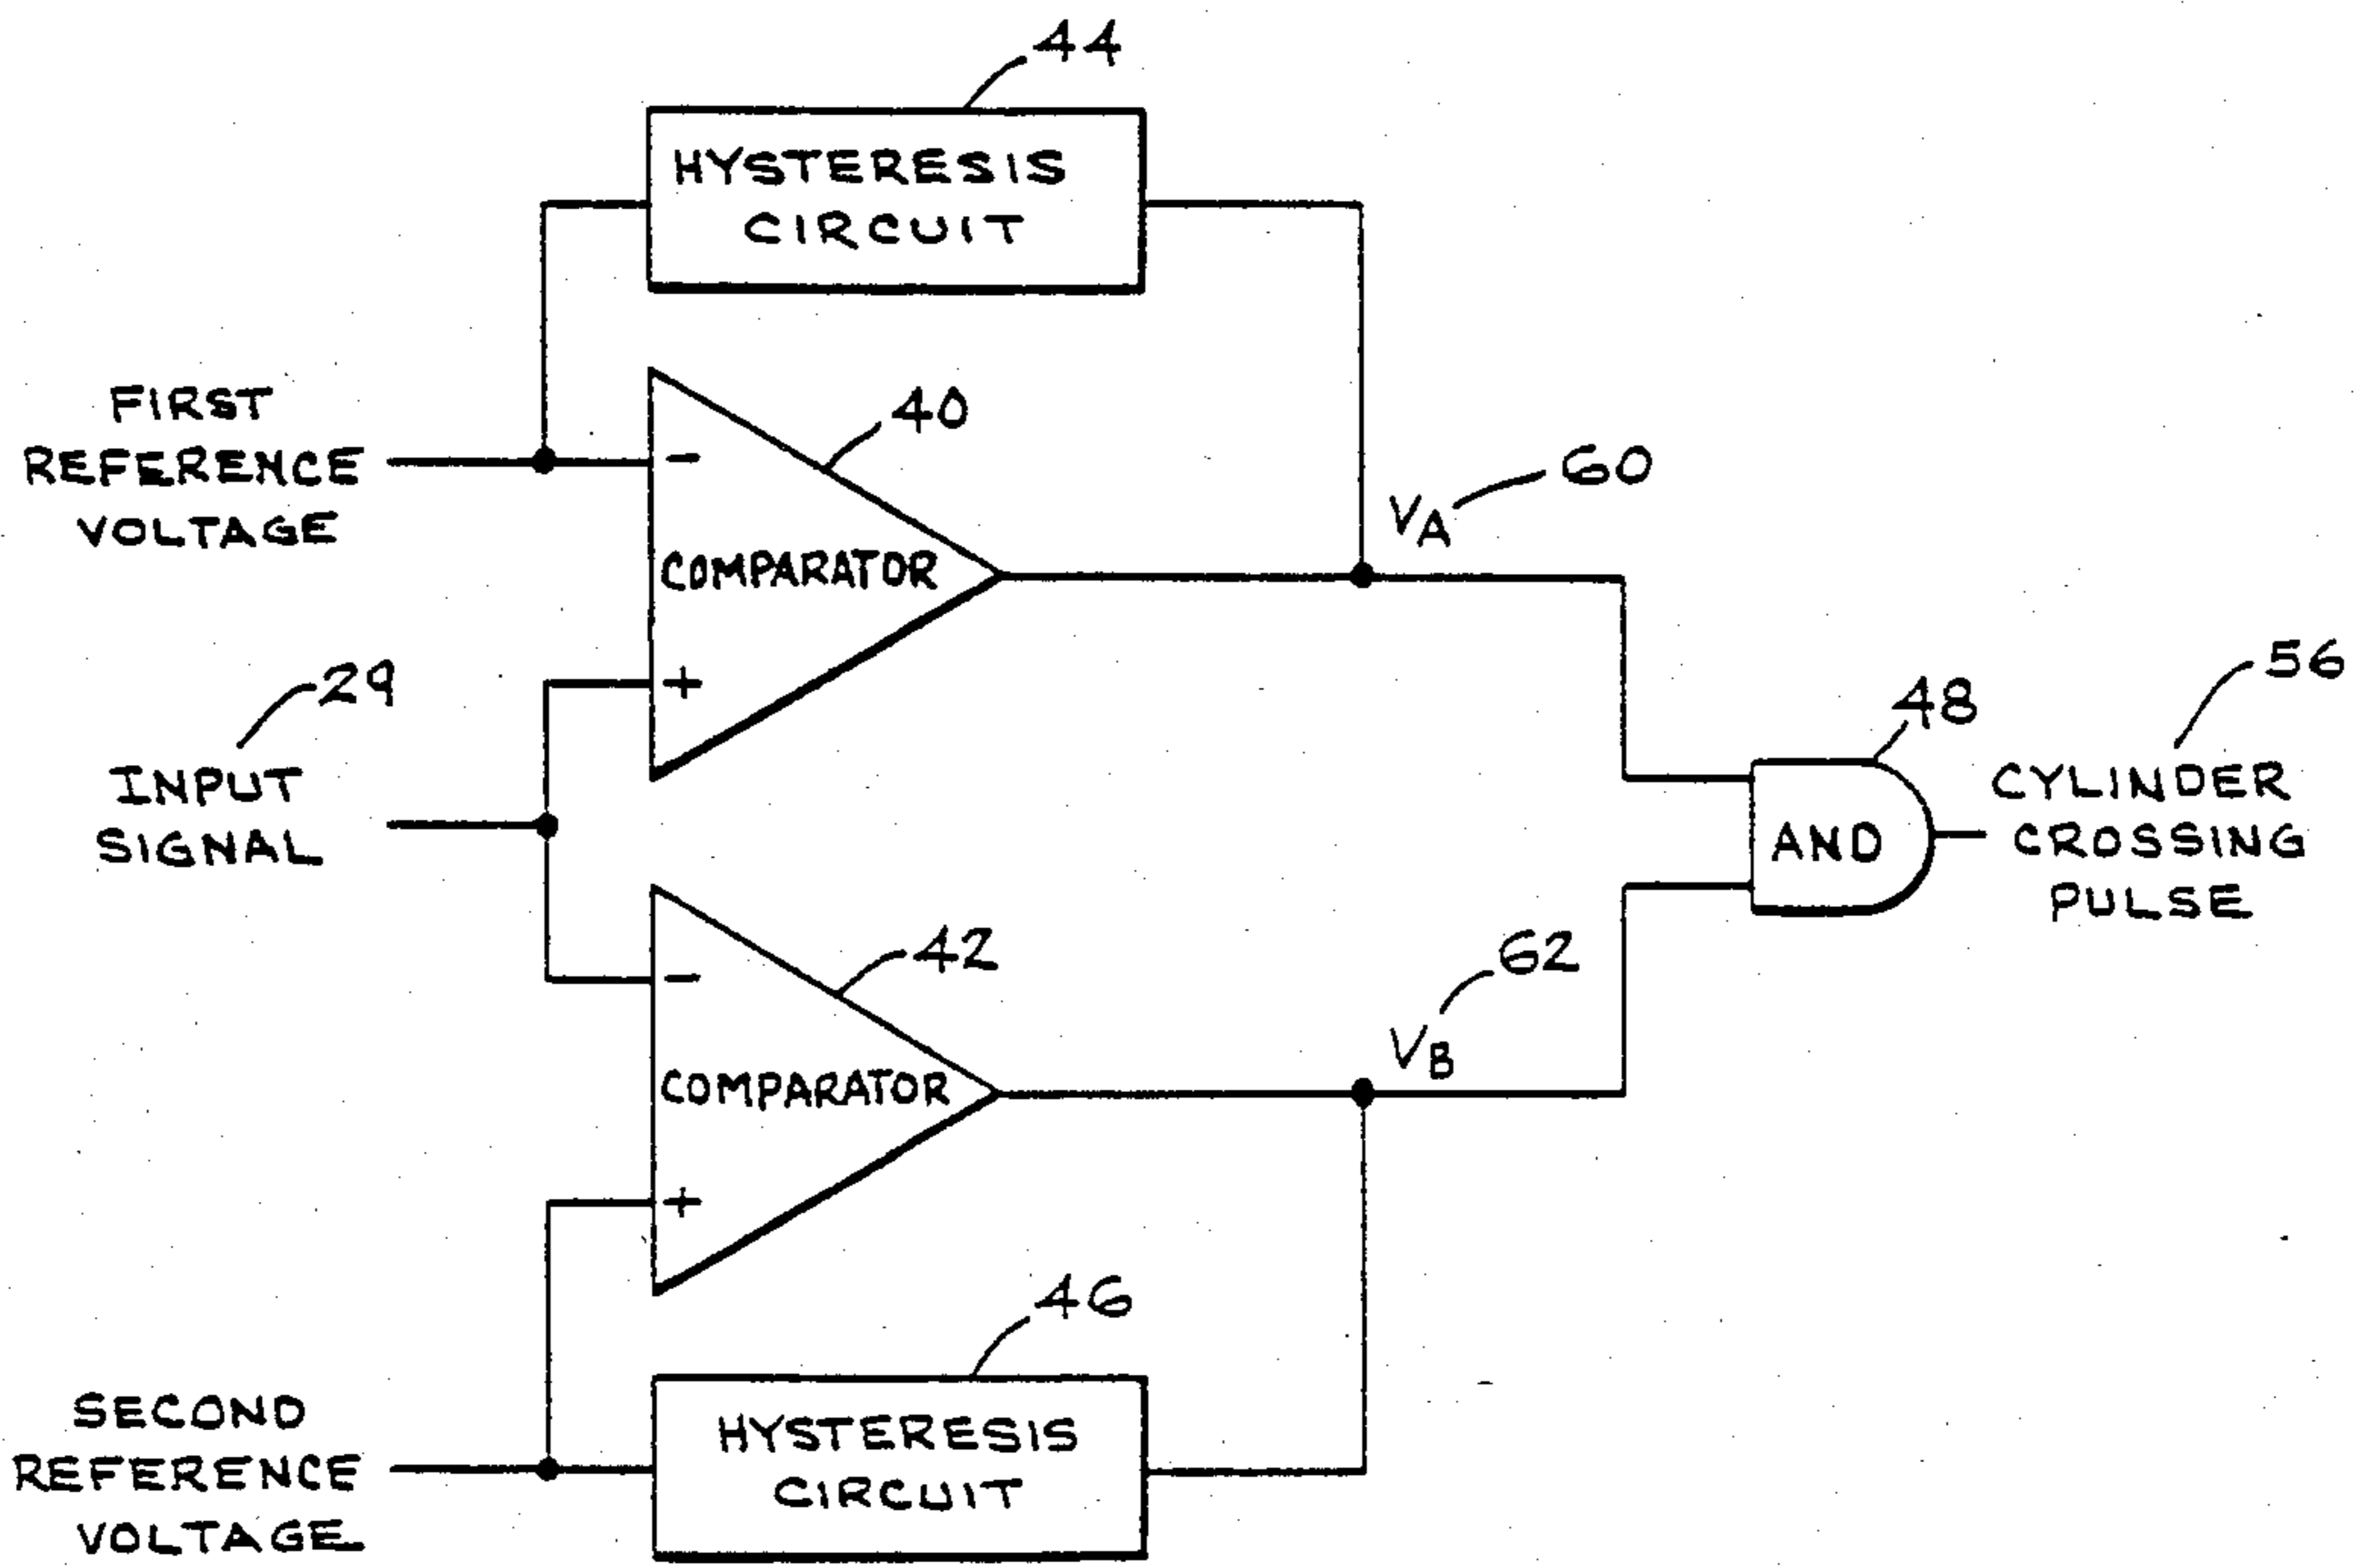 44
HYSTERESIS
CIRCUIT
FIRST
REFERENCE
VOLTAGE
-
40
COMPARATOR
+
VA
60
29
INPUT
SIGNAL
48
56
AND
CYLINDER
CROSSING
PULSE
-
42
COMPARATOR
+
62
VB
46
SECOND
REFERENCE
VOLTAGE
HYSTERESIS
CIRCUIT